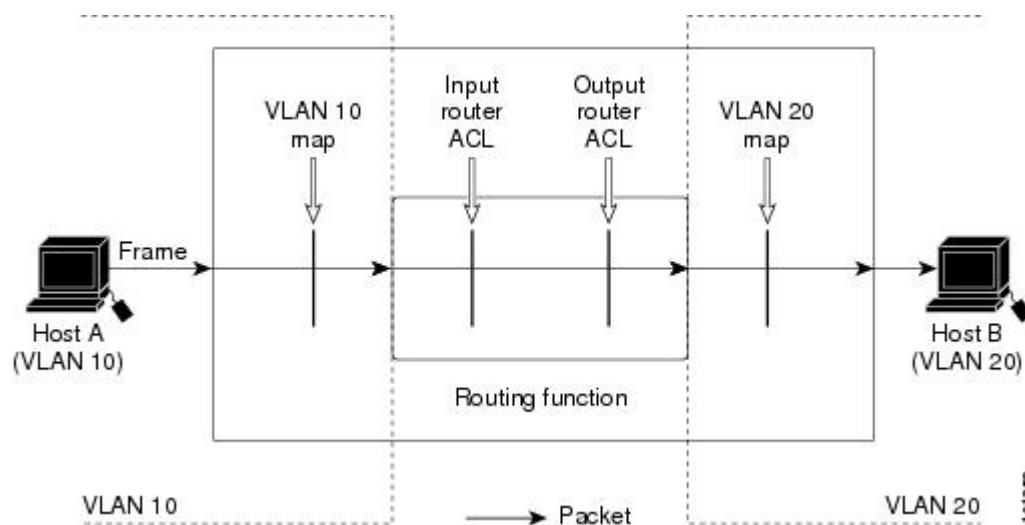 VLAN 10
map
Input
router
ACL
Output
router
ACL
VLAN 20
map
Frame
Host A
(VLAN 10)
Host B
(VLAN 20)
Routing function
VLAN 10
Packet
VLAN 20